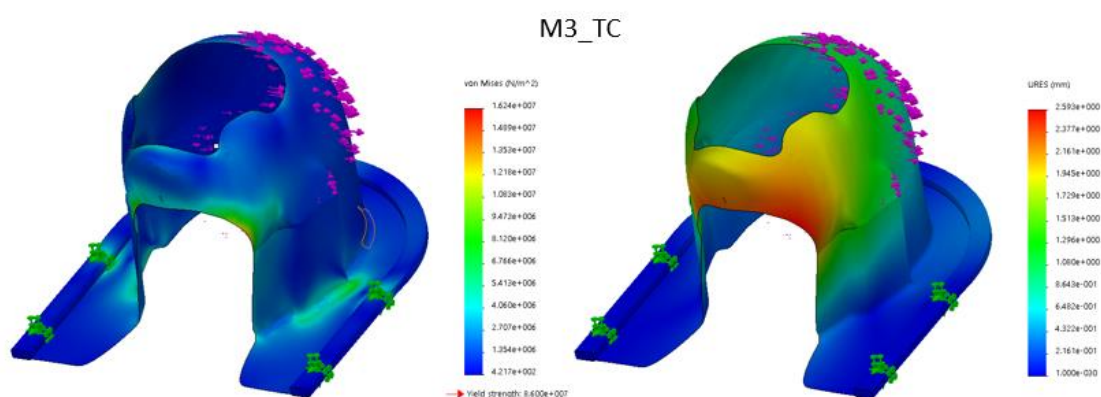 M3_TC
von Mises (N/m^2)
1.624e+007
1.489e+007
1.353e+007
1.218e+007
1.083e+007
9.473e+006
8.120e+006
6.766e+006
5.413e+006
4.060e+006
2.707e+006
1.354e+006
4.217e+002
Yield strength: 8.600e+007
URES (mm)
2.593e+000
2.377e+000
2.161e+000
1.945e+000
1.729e+000
1.513e+000
1.296e+000
1.080e+000
8.643e-001
6.482e-001
4.322e-001
2.161e-001
1.000e-030